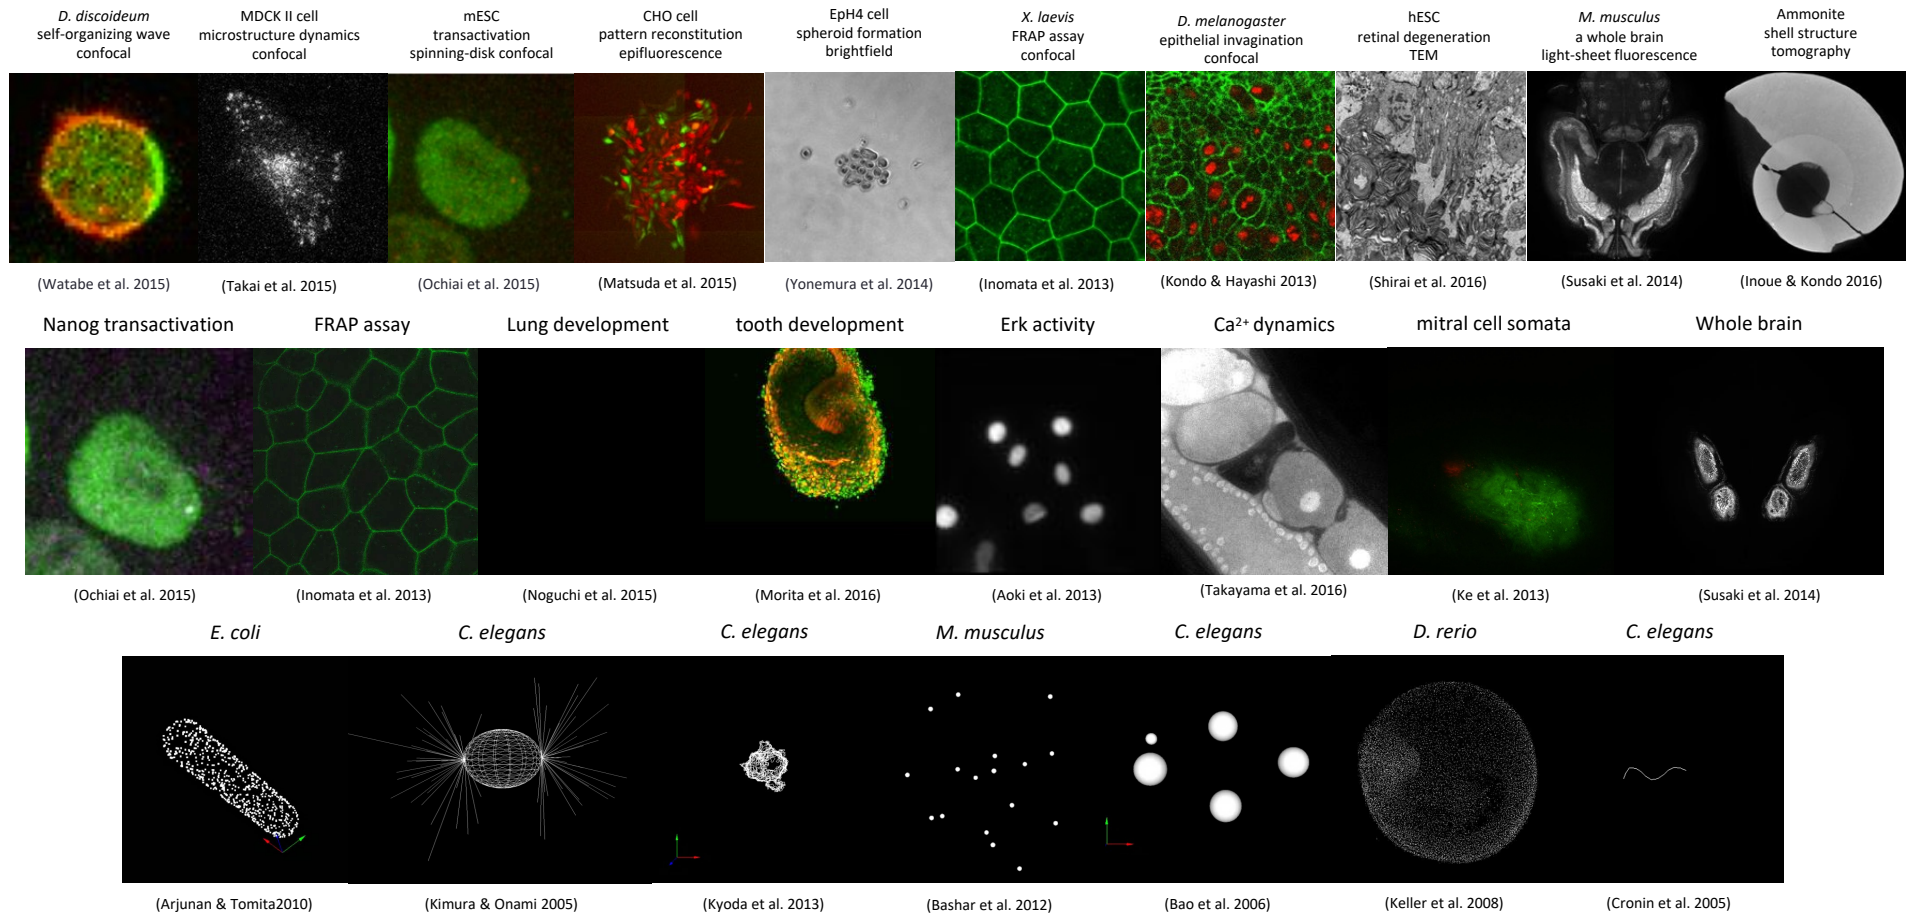 D. discoideum
self-organizing wave
confocal
MDCK II cell
microstructure dynamics
confocal
mESC
transactivation
spinning-disk confocal
CHO cell
pattern reconstitution
epifluorescence
EpH4 cell
spheroid formation
brightfield
X. laevis
FRAP assay
confocal
D. melanogaster
epithelial invagination
confocal
hESC
retinal degeneration
TEM
M. musculus
a whole brain
light-sheet fluorescence
Ammonite
shell structure
tomography
(Watabe et al. 2015)
(Takai et al. 2015)
(Ochiai et al. 2015)
(Matsuda et al. 2015)
(Yonemura et al. 2014)
(Inomata et al. 2013)
(Kondo & Hayashi 2013)
(Shirai et al. 2016)
(Susaki et al. 2014)
(Inoue & Kondo 2016)
Nanog transactivation
FRAP assay
Lung development
tooth development
Erk activity
Ca²⁺ dynamics
mitral cell somata
Whole brain
(Ochiai et al. 2015)
(Inomata et al. 2013)
(Noguchi et al. 2015)
(Morita et al. 2016)
(Aoki et al. 2013)
(Takayama et al. 2016)
(Ke et al. 2013)
(Susaki et al. 2014)
E. coli
C. elegans
C. elegans
M. musculus
C. elegans
D. rerio
C. elegans
(Arjunan & Tomita2010)
(Kimura & Onami 2005)
(Kyoda et al. 2013)
(Bashar et al. 2012)
(Bao et al. 2006)
(Keller et al. 2008)
(Cronin et al. 2005)